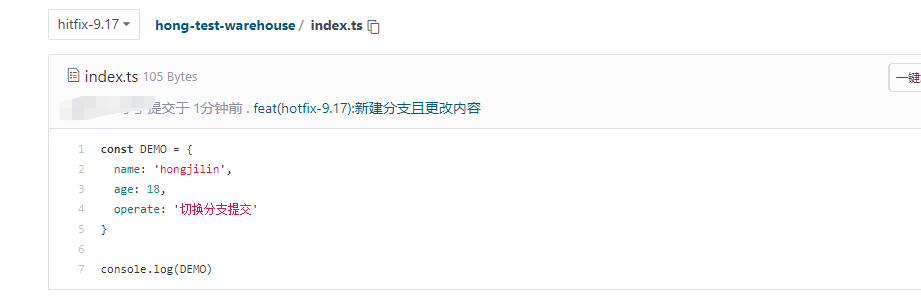 hitfix-9.17 hong-test-warehouse / index.ts
index.ts 105 Bytes
一键
提交于 1分钟前 . feat(hotfix-9.17):新建分支且更改内容
1 const DEMO = {
2 name: 'hongjilin',
3 age: 18,
4 operate: '切换分支提交'
5 }
6
7 console.log(DEMO)